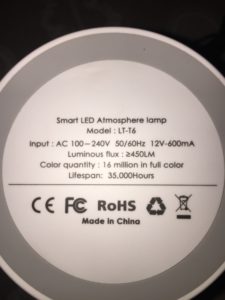 Smart LED Atmosphere lamp
Model : LT-T6
Input : AC 100-240V 50/60Hz 12V-600mA
Luminous flux : ≥450LM
Color quantity : 16 million in full color
Lifespan: 35,000Hours
CE FC RoHS
Made in China